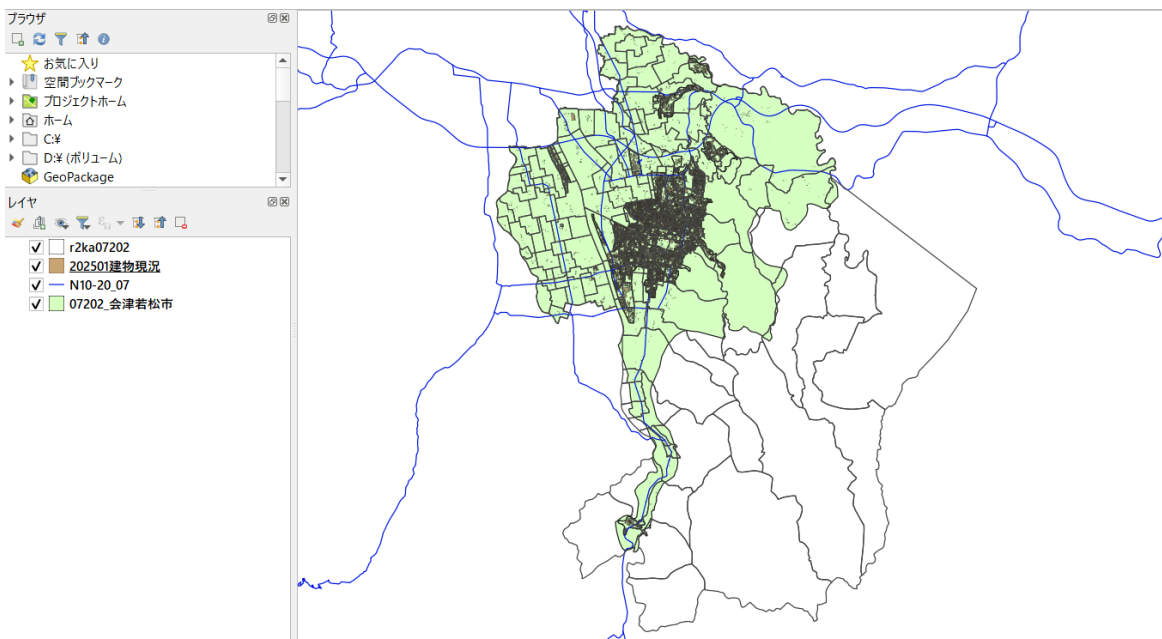 ブラウザ
お気に入り
空間ブックマーク
プロジェクトホーム
ホーム
C:¥
D:¥ (ボリューム)
GeoPackage
レイヤ
r2ka07202
202501建物現況
N10-20_07
07202_会津若松市